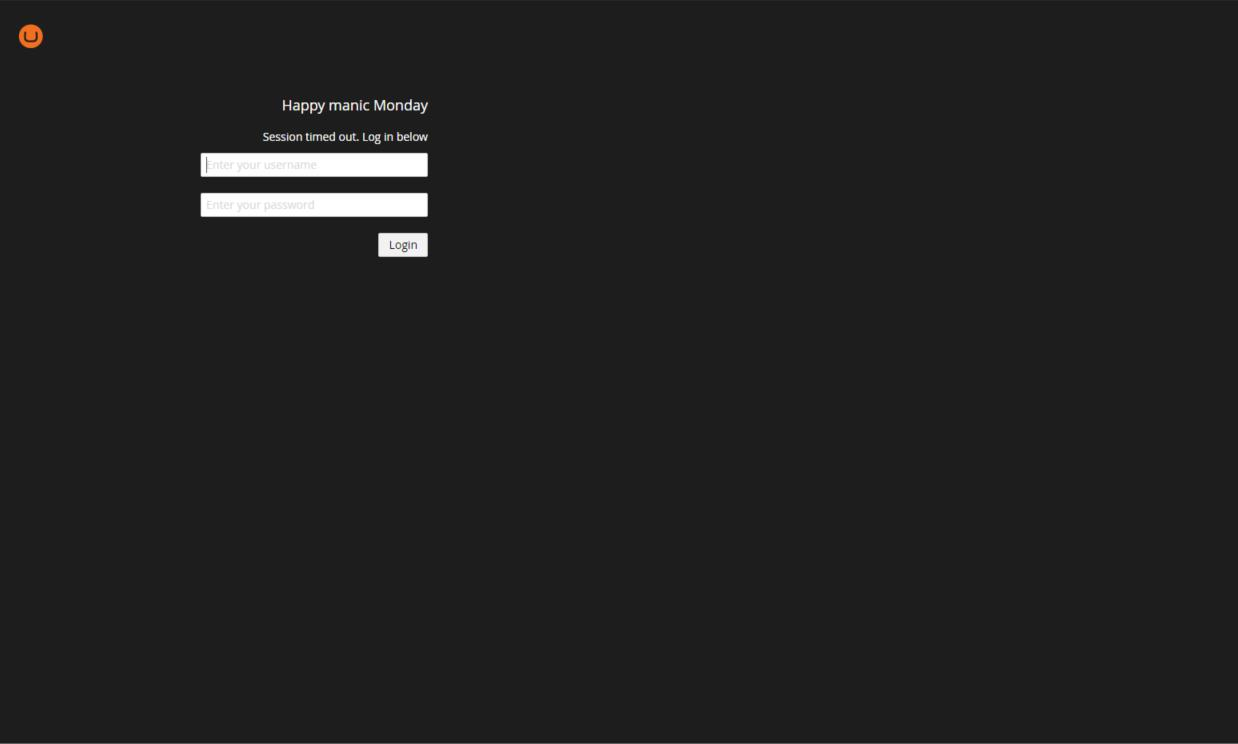 Happy manic Monday
Session timed out. Log in below
Enter your username
Enter your password
Login